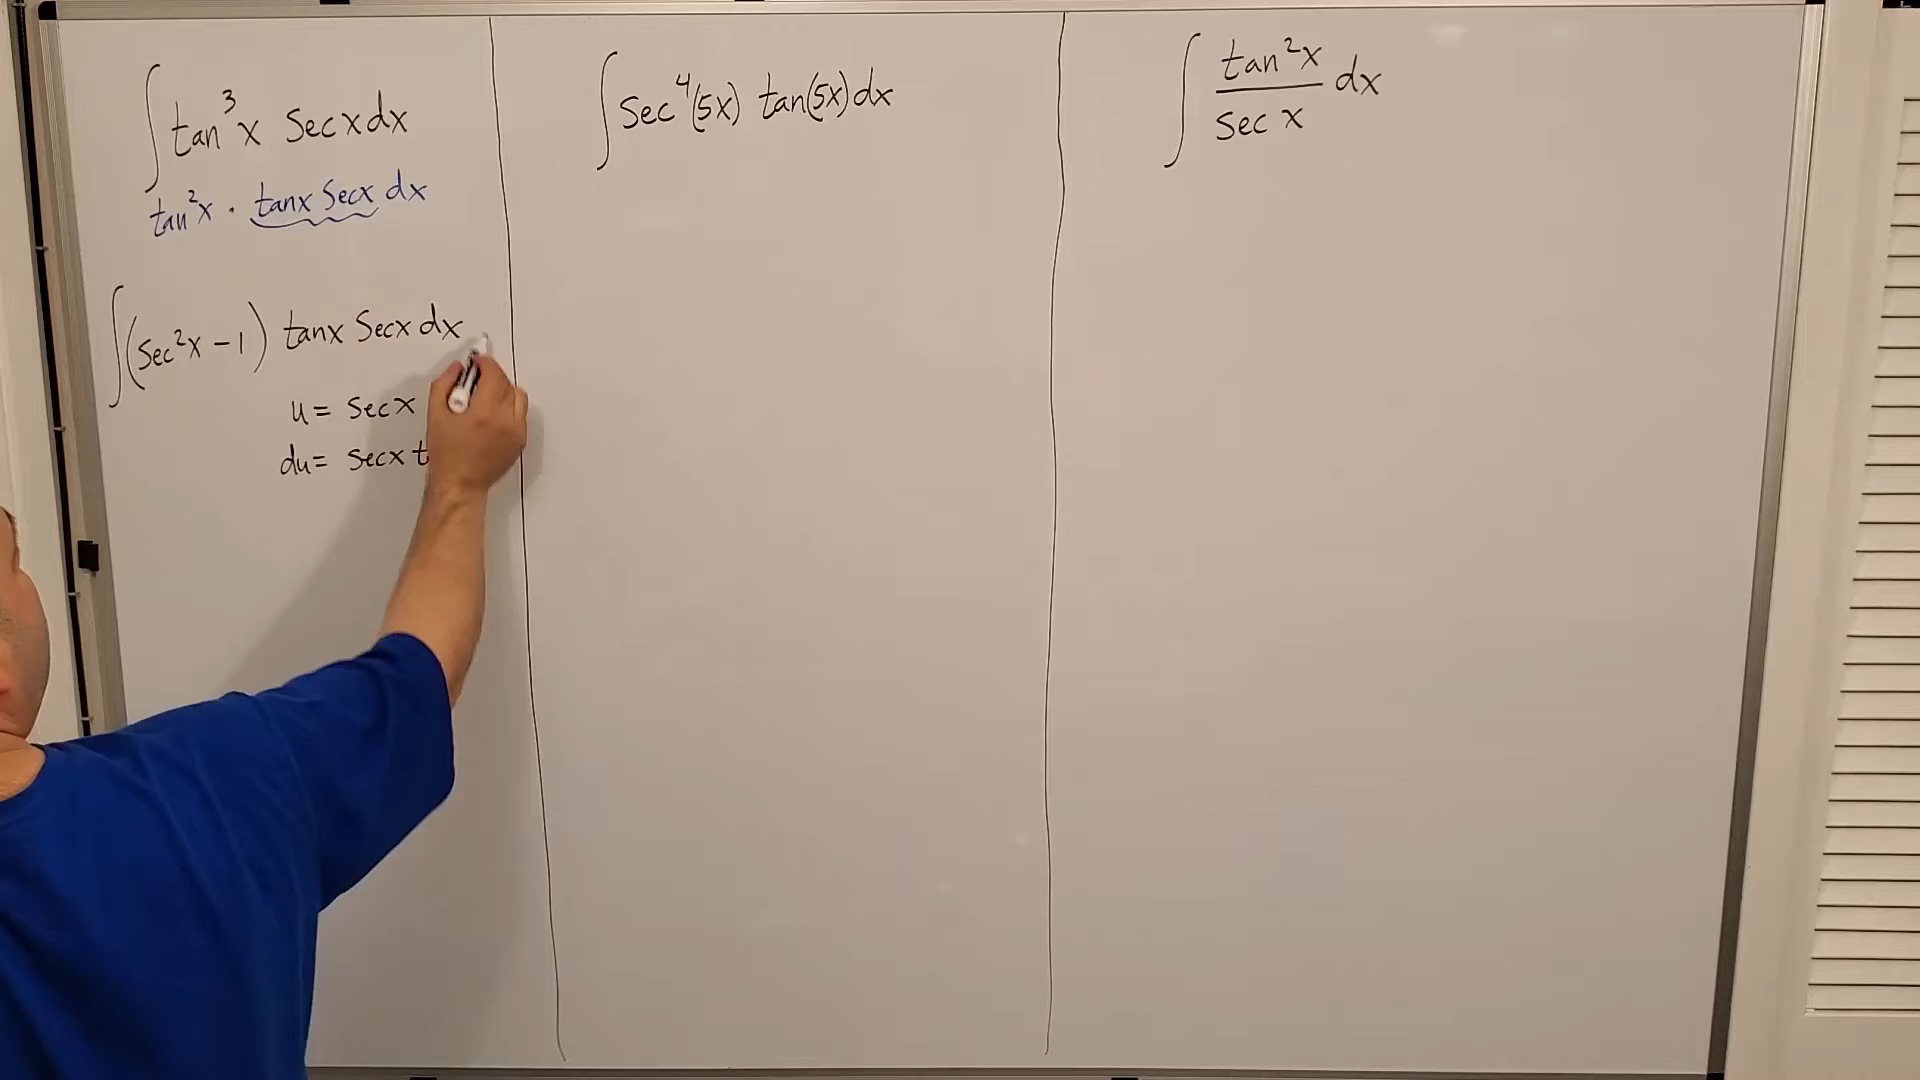 ∫ tan³x secx dx
tan²x · tanx secx dx
∫(sec²x − 1) tanx secx dx
u = secx
du = secx t
∫ sec⁴(5x) tan(5x) dx
∫ tan²x / sec x dx